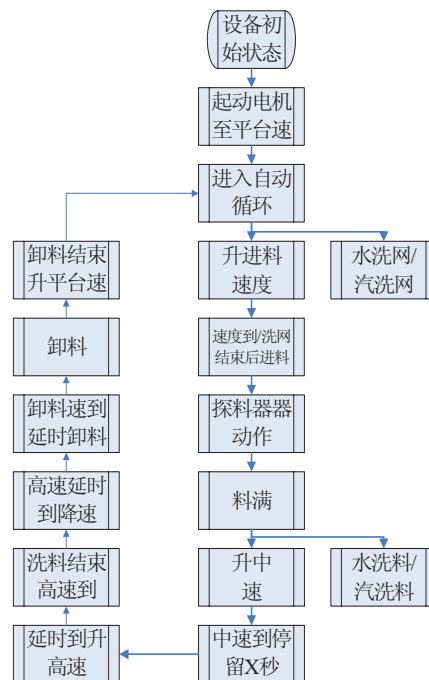 设备初
始状态
起动电机
至平台速
进入自动
循环
升进料
速度
水洗网/
汽洗网
速度到/洗网
结束后进料
探料器器
动作
料满
升中
速
水洗料/
汽洗料
中速到停
留X秒
延时到升
高速
洗料结束
高速到
高速延时
到降速
卸料速到
延时卸料
卸料
卸料结束
升平台速